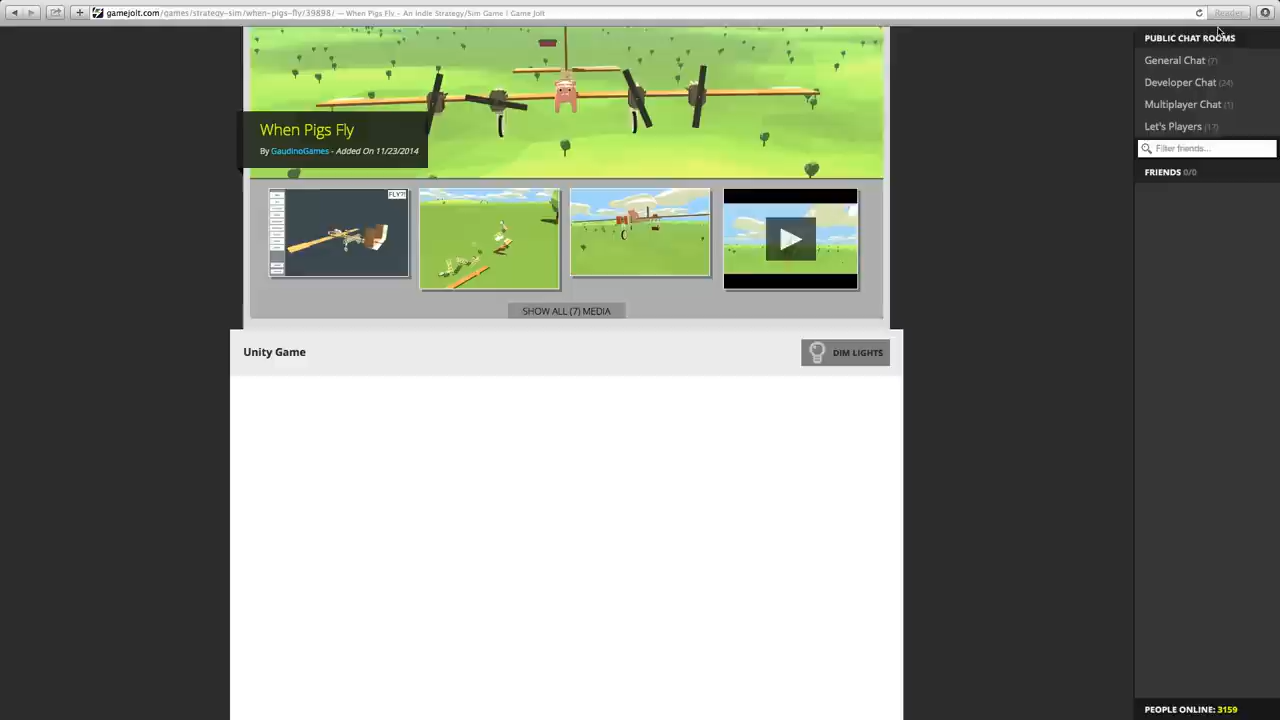 gamejolt.com/games/strategy-sim/when-pigs-fly/39898/ — When Pigs Fly - An Indie Strategy/Sim Game | Game Jolt
Reader
PUBLIC CHAT ROOMS
General Chat (7)
Developer Chat (24)
Multiplayer Chat (1)
Let's Players (17)
Filter friends...
FRIENDS 0/0
When Pigs Fly
By GaudinoGames - Added On 11/23/2014
FLY?!
SHOW ALL (7) MEDIA
Unity Game
DIM LIGHTS
PEOPLE ONLINE: 3159